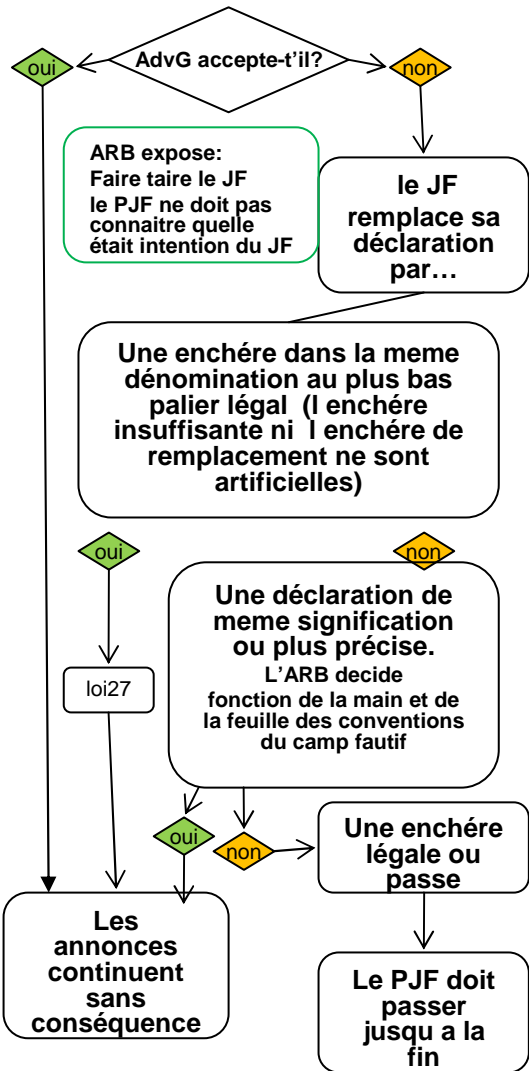 AdvG accepte-t'il?
oui
non
ARB expose:
Faire taire le JF
le PJF ne doit pas
connaitre quelle
était intention du JF
le JF
remplace sa
déclaration
par…
Une enchére dans la meme
dénomination au plus bas
palier légal (l enchére
insuffisante ni l enchére de
remplacement ne sont
artificielles)
oui
non
Une déclaration de
meme signification
ou plus précise.
L'ARB decide
fonction de la main et de
la feuille des conventions
du camp fautif
loi27
oui
non
Une enchére
légale ou
passe
Les
annonces
continuent
sans
conséquence
Le PJF doit
passer
jusqu a la
fin